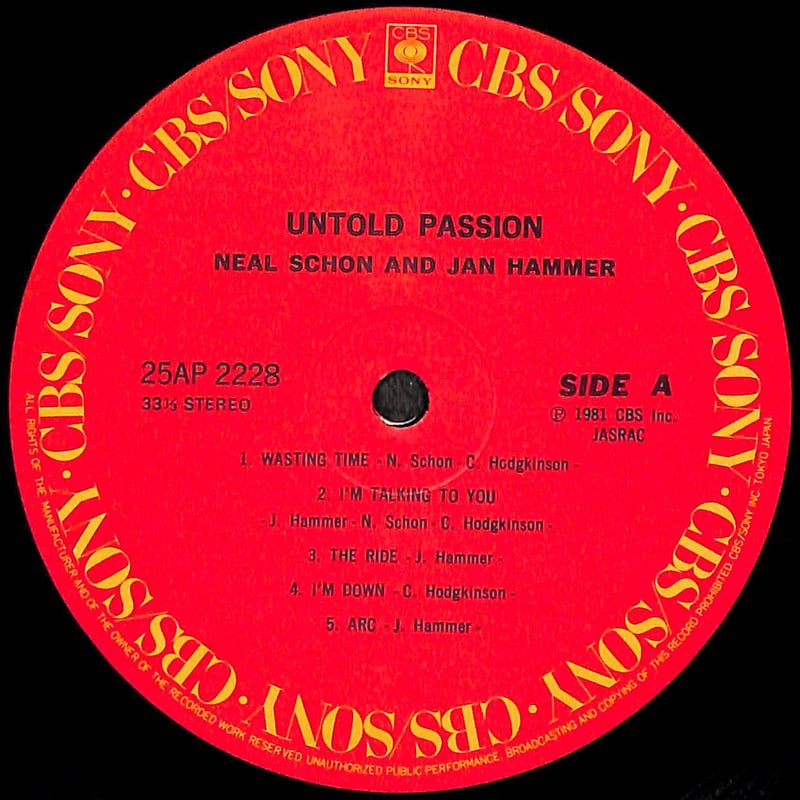 CBS
SONY
CBS/SONY · CBS/SONY · CBS/SONY · CBS/SONY · CBS/SONY · CBS/SONY · CBS/SONY · CBS/SONY
UNTOLD PASSION
NEAL SCHON AND JAN HAMMER
25AP 2228
33⅓ STEREO
SIDE A
Ⓟ 1981 CBS Inc.
JASRAC
1. WASTING TIME - N. Schon - C. Hodgkinson -
2. I'M TALKING TO YOU
- J. Hammer - N. Schon - C. Hodgkinson -
3. THE RIDE - J. Hammer -
4. I'M DOWN - C. Hodgkinson -
5. ARC - J. Hammer -
ALL RIGHTS OF THE MANUFACTURER AND OF THE OWNER OF THE RECORDED WORK RESERVED. UNAUTHORIZED PUBLIC PERFORMANCE, BROADCASTING AND COPYING OF THIS RECORD PROHIBITED. CBS/SONY INC. TOKYO JAPAN.